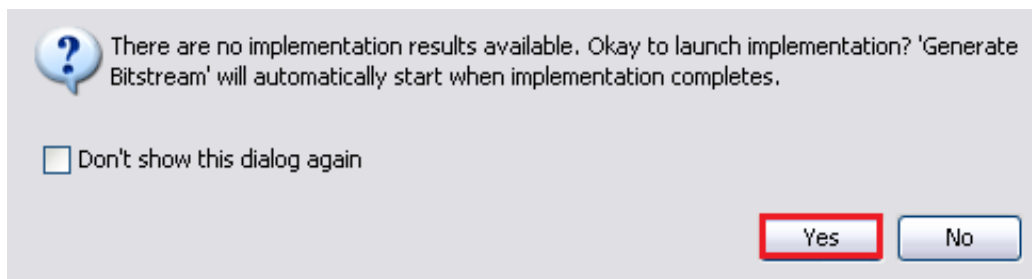 There are no implementation results available. Okay to launch implementation? 'Generate
Bitstream' will automatically start when implementation completes.
Don't show this dialog again
Yes No